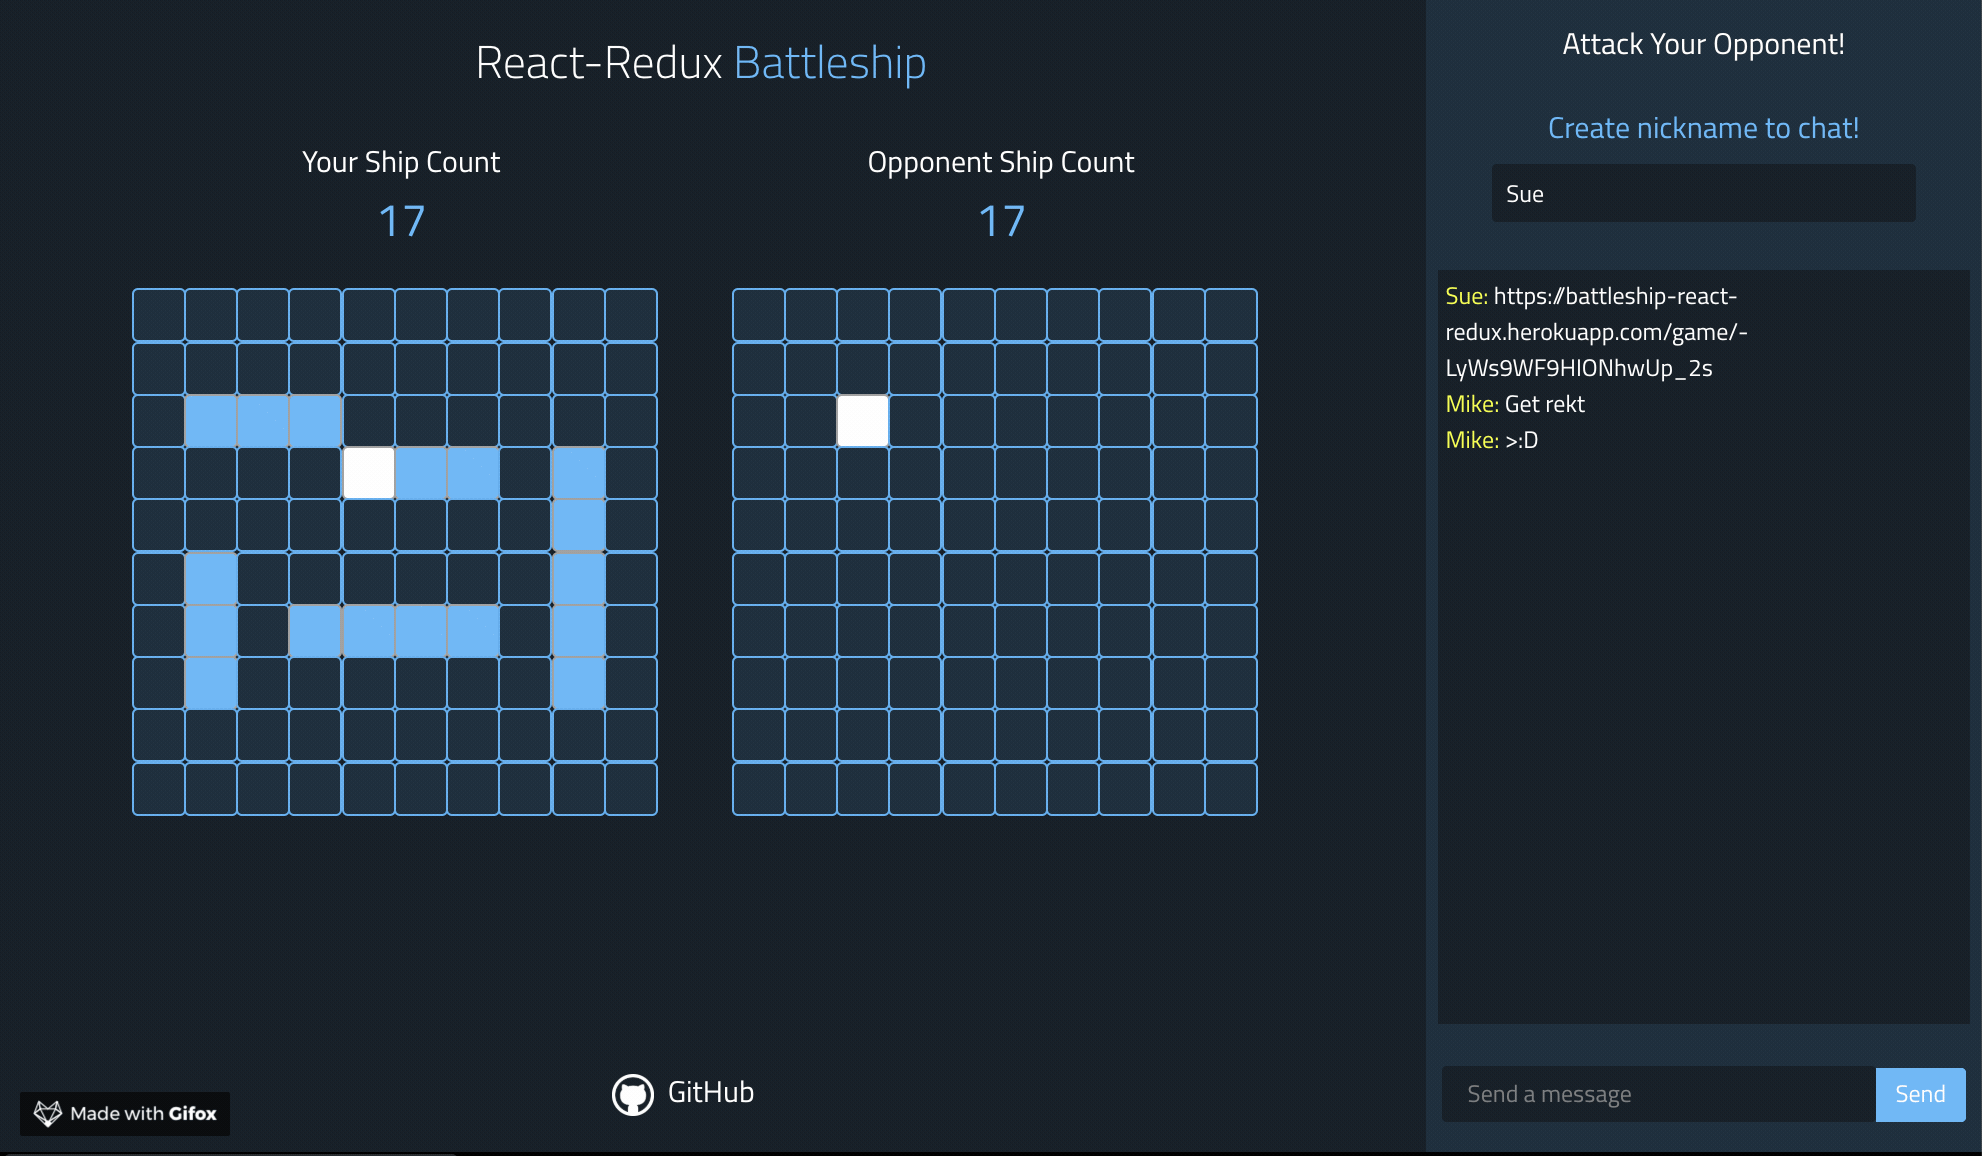 React-Redux Battleship
Your Ship Count
17
Opponent Ship Count
17
GitHub
Made with Gifox
Attack Your Opponent!
Create nickname to chat!
Sue
Sue: https://battleship-react-
redux.herokuapp.com/game/-
LyWs9WF9HIONhwUp_2s
Mike: Get rekt
Mike: >:D
Send a message
Send